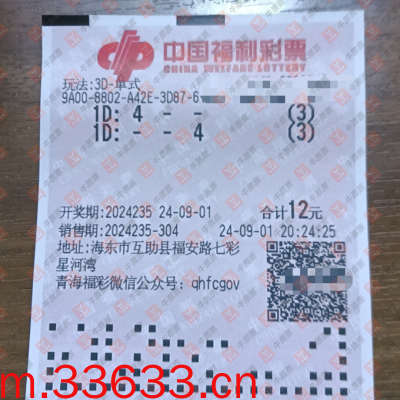 中国福利彩票
CHINA WELFARE LOTTERY
玩法:3D-单式
9A00-8802-A42E-3D87-6
1D: 4 - - (3)
1D: - - 4 (3)
开奖期:2024235 24-09-01 合计12元
销售期:2024235-304 24-09-01 20:24:25
地址:海东市互助县福安路七彩
星河湾
青海福彩微信公众号: qhfcgov
m.33633.cn